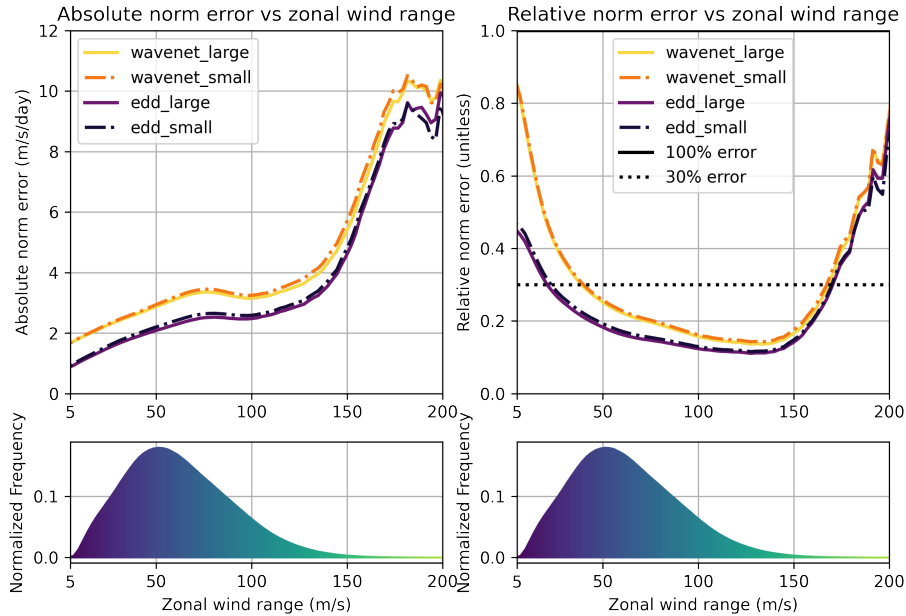 Absolute norm error vs zonal wind range
Absolute norm error (m/s/day)
12
10
8
6
4
2
0
wavenet_large
wavenet_small
edd_large
edd_small
5 50 100 150 200
Relative norm error vs zonal wind range
Relative norm error (unitless)
1.0
0.8
0.6
0.4
0.2
0.0
wavenet_large
wavenet_small
edd_large
edd_small
100% error
30% error
5 50 100 150 200
Normalized Frequency
0.1
0.0
5 50 100 150 200
Zonal wind range (m/s)
Normalized Frequency
0.1
0.0
5 50 100 150 200
Zonal wind range (m/s)